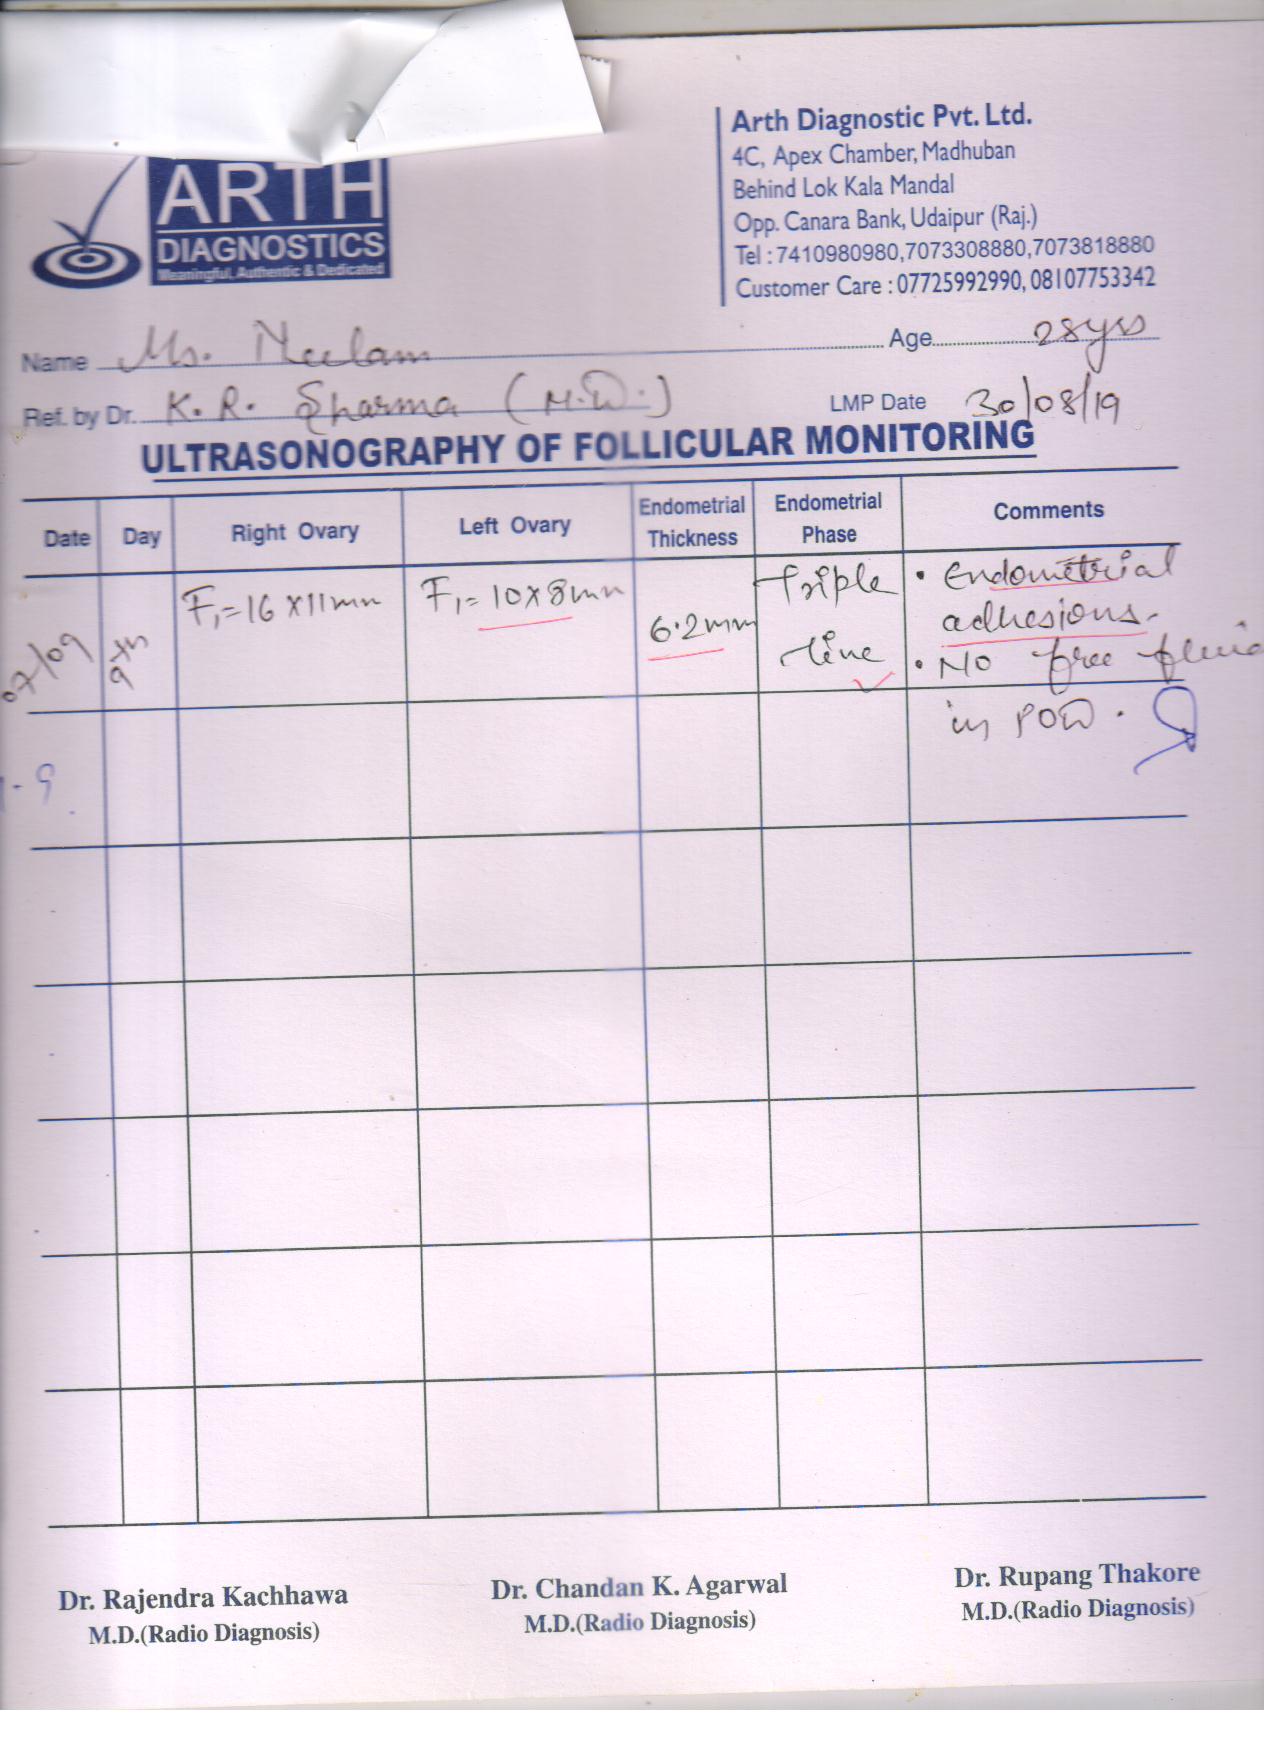 ARTH
DIAGNOSTICS
Meaningful, Authentic & Dedicated
Arth Diagnostic Pvt. Ltd.
4C, Apex Chamber, Madhuban
Behind Lok Kala Mandal
Opp. Canara Bank, Udaipur (Raj.)
Tel : 7410980980,7073308880,7073818880
Customer Care : 07725992990, 08107753342
Name Ms. Neelam Age 28yrs
Ref. by Dr. K. R. Sharma (M.D.) LMP Date 30/08/19
ULTRASONOGRAPHY OF FOLLICULAR MONITORING
Date Day Right Ovary Left Ovary Endometrial Thickness Endometrial Phase Comments
07/09 9th F1=16 x 11mm F1= 10 x 8mm 6.2mm Triple line • Endometrial
adhesions.
• No free fluid
in POD.
Dr. Rajendra Kachhawa Dr. Chandan K. Agarwal Dr. Rupang Thakore
M.D.(Radio Diagnosis) M.D.(Radio Diagnosis) M.D.(Radio Diagnosis)